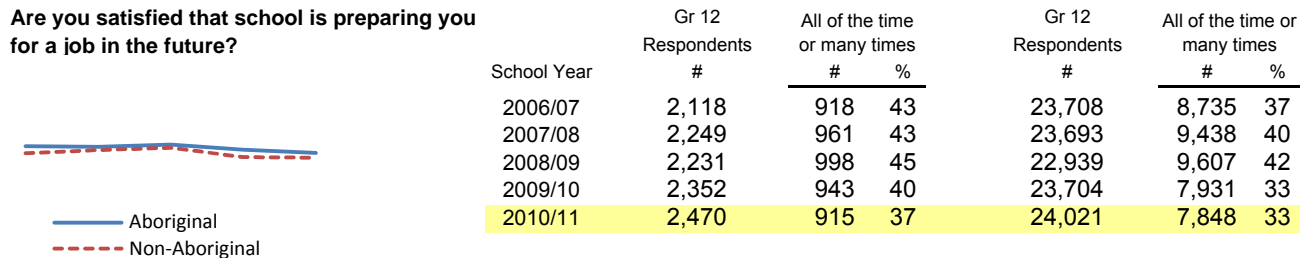 Are you satisfied that school is preparing you
for a job in the future?
Aboriginal
Non-Aboriginal
Gr 12 All of the time Gr 12 All of the time or
Respondents or many times Respondents many times
School Year # # % # # %
2006/07 2,118 918 43 23,708 8,735 37
2007/08 2,249 961 43 23,693 9,438 40
2008/09 2,231 998 45 22,939 9,607 42
2009/10 2,352 943 40 23,704 7,931 33
2010/11 2,470 915 37 24,021 7,848 33